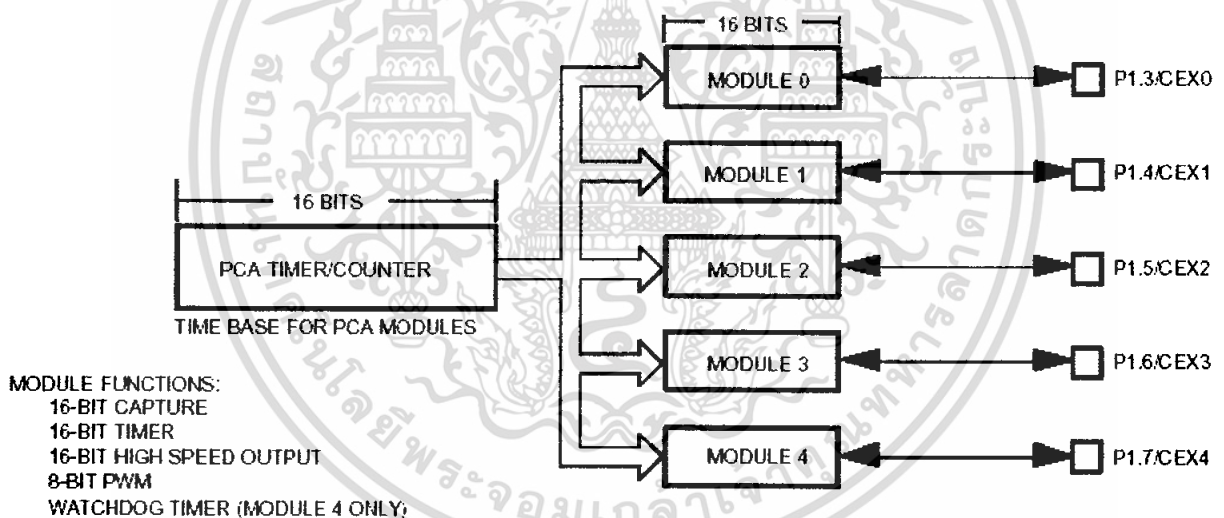 16 BITS
MODULE 0
P1.3/CEX0
MODULE 1
P1.4/CEX1
16 BITS
PCA TIMER/COUNTER
MODULE 2
P1.5/CEX2
TIME BASE FOR PCA MODULES
MODULE 3
P1.6/CEX3
MODULE FUNCTIONS:
16-BIT CAPTURE
16-BIT TIMER
16-BIT HIGH SPEED OUTPUT
8-BIT PWM
WATCHDOG TIMER (MODULE 4 ONLY)
MODULE 4
P1.7/CEX4